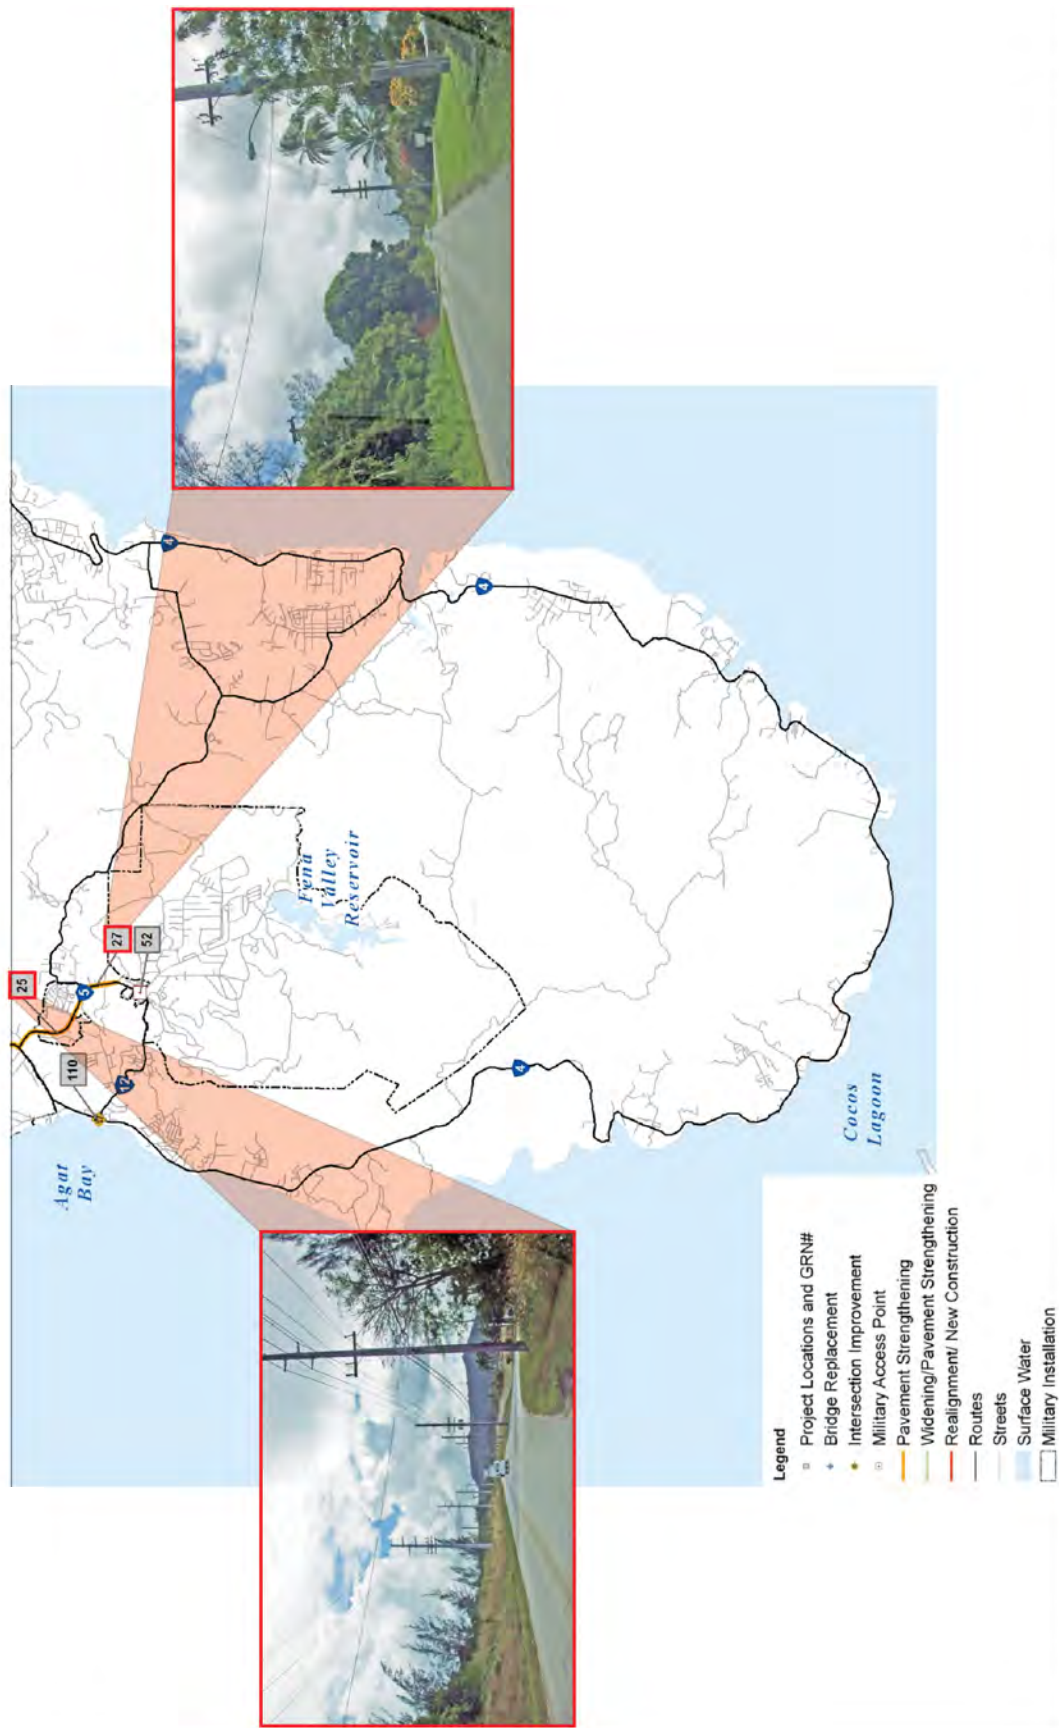 25
27
52
110
5
12
4
4
4
Agat
Bay
Fena
Valley
Reservoir
Cocos
Lagoon
Legend
Project Locations and GRN#
Bridge Replacement
Intersection Improvement
Military Access Point
Pavement Strengthening
Widening/Pavement Strengthening
Realignment/ New Construction
Routes
Streets
Surface Water
Military Installation